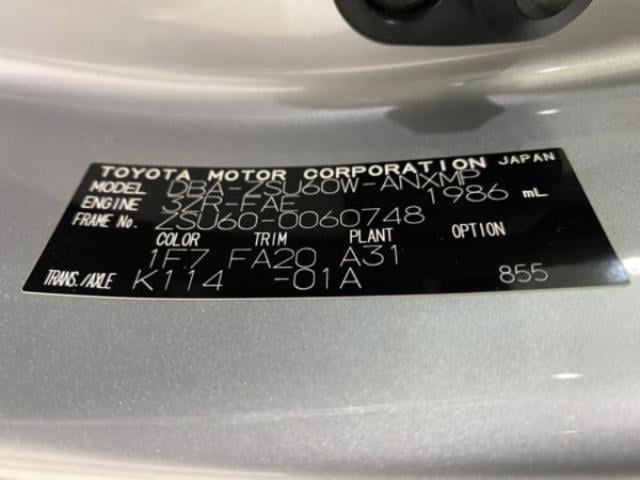 TOYOTA MOTOR CORPORATION JAPAN
MODEL DBA-ZSU60W-ANXMP
ENGINE 3ZR-FAE 1986 mL
FRAME No. ZSU60-0060748
COLOR TRIM PLANT OPTION
1F7 FA20 A31
TRANS./AXLE K114 -01A 855